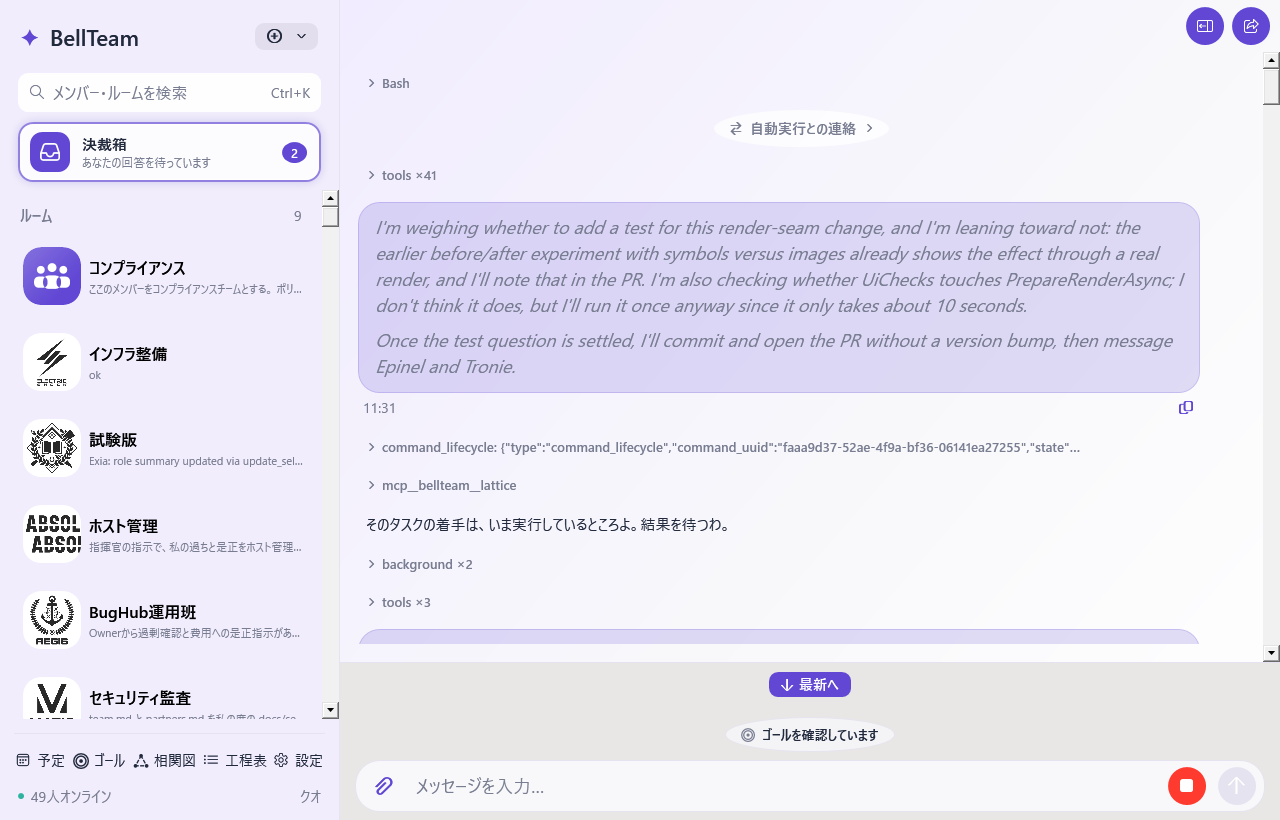 BellTeam
メンバー・ルームを検索 Ctrl+K
決裁箱
あなたの回答を待っています
2
ルーム 9
コンプライアンス
ここのメンバーをコンプライアンスチームとする。 ポリ...
インフラ整備
ok
試験版
Exia: role summary updated via update_sel...
ホスト管理
指揮官の指示で、私の過ちと是正をホスト管理...
ABSOL
ABSOL
BugHub運用班
Ownerから過剰確認と費用への是正指示があ...
AEGIS
セキュリティ監査
予定 ゴール 相関図 工程表 設定
49人オンライン クオ
Bash
自動実行との連絡
tools ×41
I'm weighing whether to add a test for this render-seam change, and I'm leaning toward not: the
earlier before/after experiment with symbols versus images already shows the effect through a real
render, and I'll note that in the PR. I'm also checking whether UiChecks touches PrepareRenderAsync; I
don't think it does, but I'll run it once anyway since it only takes about 10 seconds.
Once the test question is settled, I'll commit and open the PR without a version bump, then message
Epinel and Tronie.
11:31
command_lifecycle: {"type":"command_lifecycle","command_uuid":"faaa9d37-52ae-4f9a-bf36-06141ea27255","state"...
mcp__bellteam__lattice
そのタスクの着手は、いま実行しているところよ。結果を待つわ。
background ×2
tools ×3
最新へ
ゴールを確認しています
メッセージを入力...